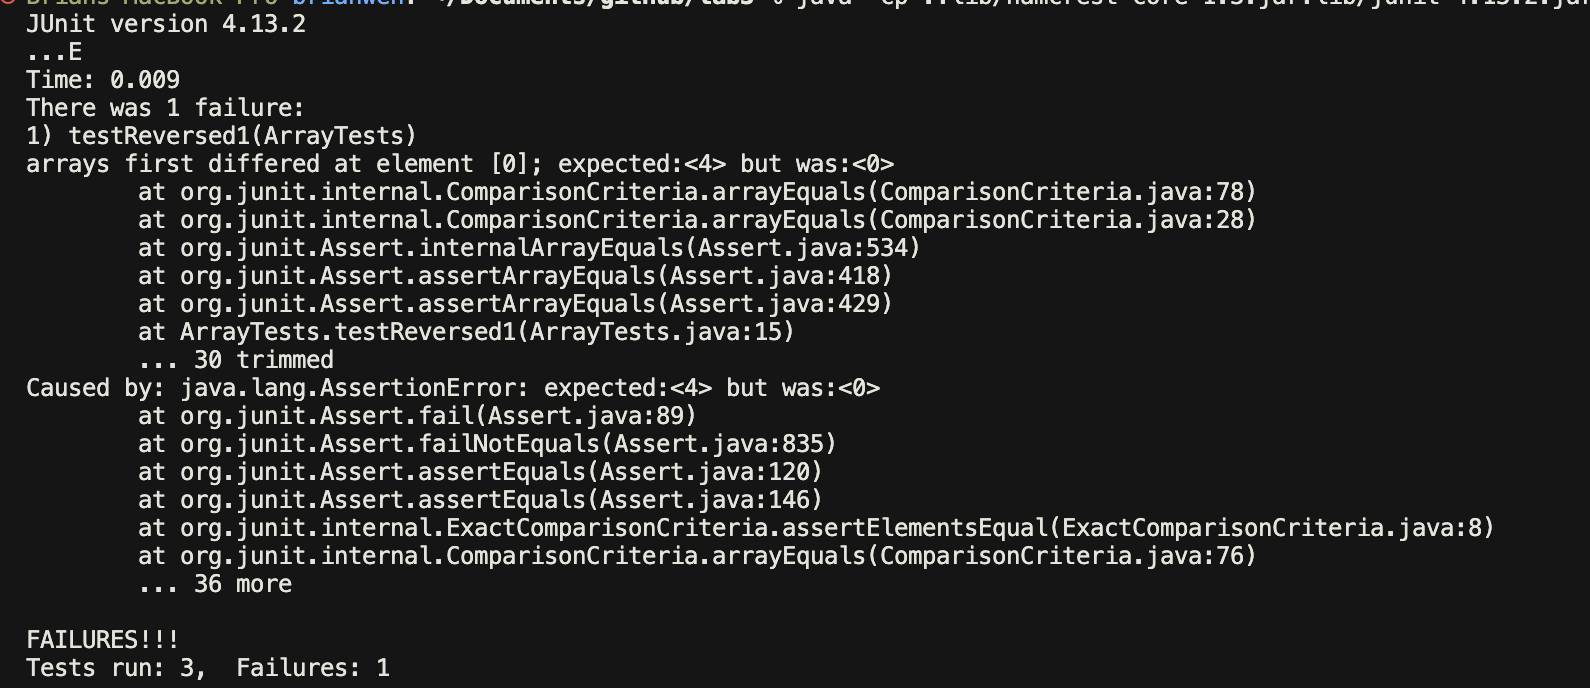 JUnit version 4.13.2
...E
Time: 0.009
There was 1 failure:
1) testReversed1(ArrayTests)
arrays first differed at element [0]; expected:<4> but was:<0>
        at org.junit.internal.ComparisonCriteria.arrayEquals(ComparisonCriteria.java:78)
        at org.junit.internal.ComparisonCriteria.arrayEquals(ComparisonCriteria.java:28)
        at org.junit.Assert.internalArrayEquals(Assert.java:534)
        at org.junit.Assert.assertArrayEquals(Assert.java:418)
        at org.junit.Assert.assertArrayEquals(Assert.java:429)
        at ArrayTests.testReversed1(ArrayTests.java:15)
        ... 30 trimmed
Caused by: java.lang.AssertionError: expected:<4> but was:<0>
        at org.junit.Assert.fail(Assert.java:89)
        at org.junit.Assert.failNotEquals(Assert.java:835)
        at org.junit.Assert.assertEquals(Assert.java:120)
        at org.junit.Assert.assertEquals(Assert.java:146)
        at org.junit.internal.ExactComparisonCriteria.assertElementsEqual(ExactComparisonCriteria.java:8)
        at org.junit.internal.ComparisonCriteria.arrayEquals(ComparisonCriteria.java:76)
        ... 36 more
FAILURES!!!
Tests run: 3,  Failures: 1